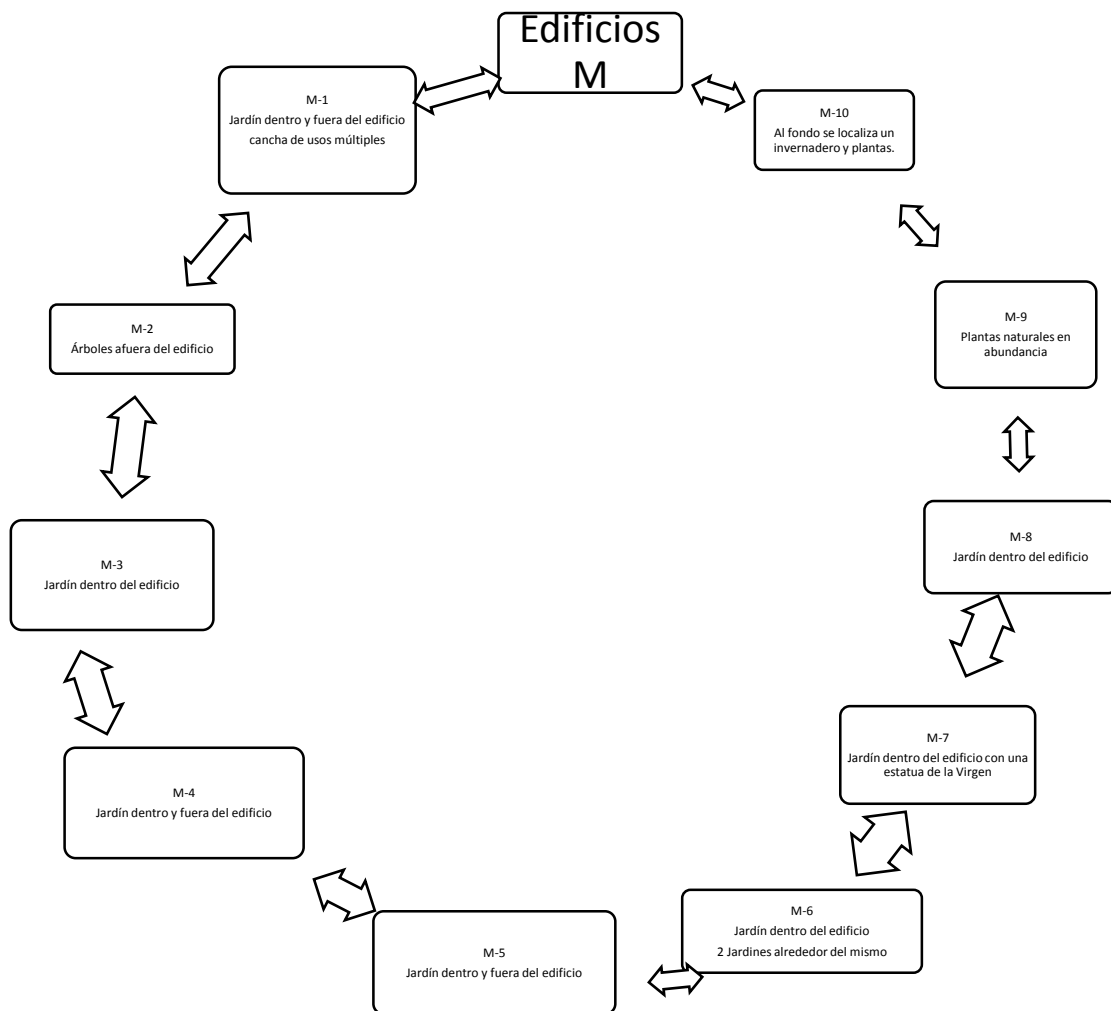 Edificios
M
M-1
Jardín dentro y fuera del edificio
cancha de usos múltiples
M-10
Al fondo se localiza un
invernadero y plantas.
M-2
Árboles afuera del edificio
M-9
Plantas naturales en
abundancia
M-3
Jardín dentro del edificio
M-8
Jardín dentro del edificio
M-4
Jardín dentro y fuera del edificio
M-7
Jardín dentro del edificio con una
estatua de la Virgen
M-5
Jardín dentro y fuera del edificio
M-6
Jardín dentro del edificio
2 Jardines alrededor del mismo